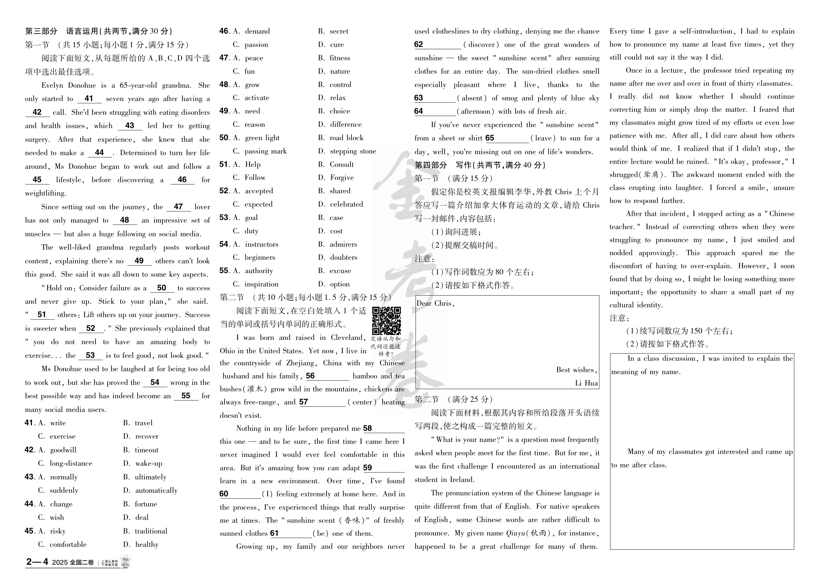 第三部分 语言运用(共两节,满分 30 分)
第一节 (共 15 小题;每小题 1 分,满分 15 分)
阅读下面短文,从每题所给的 A、B、C、D 四个选
项中选出最佳选项。
Evelyn Donohue is a 65-year-old grandma. She
only started to 41 seven years ago after having a
42 call. She'd been struggling with eating disorders
and health issues, which 43 led her to getting
surgery. After that experience, she knew that she
needed to make a 44 . Determined to turn her life
around, Ms Donohue began to work out and follow a
45 lifestyle, before discovering a 46 for
weightlifting.
Since setting out on the journey, the 47 lover
has not only managed to 48 an impressive set of
muscles — but also a huge following on social media.
The well-liked grandma regularly posts workout
content, explaining there's no 49 others can't look
this good. She said it was all down to some key aspects.
"Hold on: Consider failure as a 50 to success
and never give up. Stick to your plan," she said.
" 51 others: Lift others up on your journey. Success
is sweeter when 52 ." She previously explained that
" you do not need to have an amazing body to
exercise... the 53 is to feel good, not look good."
Ms Donohue used to be laughed at for being too old
to work out, but she has proved the 54 wrong in the
best possible way and has indeed become an 55 for
many social media users.
41. A. write B. travel
C. exercise D. recover
42. A. goodwill B. timeout
C. long-distance D. wake-up
43. A. normally B. ultimately
C. suddenly D. automatically
44. A. change B. fortune
C. wish D. deal
45. A. risky B. traditional
C. comfortable D. healthy
2—4 2025 全国二卷
46. A. demand B. secret
C. passion D. cure
47. A. peace B. fitness
C. fun D. nature
48. A. grow B. control
C. activate D. relax
49. A. need B. choice
C. reason D. difference
50. A. green light B. road block
C. passing mark D. stepping stone
51. A. Help B. Consult
C. Follow D. Forgive
52. A. accepted B. shared
C. expected D. celebrated
53. A. goal B. case
C. duty D. cost
54. A. instructors B. admirers
C. beginners D. doubters
55. A. authority B. excuse
C. inspiration D. option
第二节 (共 10 小题;每小题 1.5 分,满分 15 分)
阅读下面短文,在空白处填入 1 个适
当的单词或括号内单词的正确形式。
I was born and raised in Cleveland,
Ohio in the United States. Yet now, I live in
the countryside of Zhejiang, China with my Chinese
husband and his family, 56 bamboo and tea
bushes(灌木) grow wild in the mountains, chickens are
always free-range, and 57 (center) heating
doesn't exist.
Nothing in my life before prepared me 58
this one — and to be sure, the first time I came here I
never imagined I would ever feel comfortable in this
area. But it's amazing how you can adapt 59
learn in a new environment. Over time, I've found
60 (I) feeling extremely at home here. And in
the process, I've experienced things that really surprise
me at times. The "sunshine scent (香味)" of freshly
sunned clothes 61 (be) one of them.
Growing up, my family and our neighbors never
used clotheslines to dry clothing, denying me the chance
62 (discover) one of the great wonders of
sunshine — the sweet "sunshine scent" after sunning
clothes for an entire day. The sun-dried clothes smell
especially pleasant where I live, thanks to the
63 (absent) of smog and plenty of blue sky
64 (afternoon) with lots of fresh air.
If you've never experienced the "sunshine scent"
from a sheet or shirt 65 (leave) to sun for a
day, well, you're missing out on one of life's wonders.
第四部分 写作(共两节,满分 40 分)
第一节 (满分 15 分)
假定你是校英文报编辑李华,外教 Chris 上个月
答应写一篇介绍加拿大体育运动的文章,请给 Chris
写一封邮件,内容包括:
(1)询问进展;
(2)提醒交稿时间。
注意:
(1)写作词数应为 80 个左右;
(2)请按如下格式作答。
Dear Chris,
Best wishes,
Li Hua
第二节 (满分 25 分)
阅读下面材料,根据其内容和所给段落开头语续
写两段,使之构成一篇完整的短文。
"What is your name?" is a question most frequently
asked when people meet for the first time. But for me, it
was the first challenge I encountered as an international
student in Ireland.
The pronunciation system of the Chinese language is
quite different from that of English. For native speakers
of English, some Chinese words are rather difficult to
pronounce. My given name Qiuyu(秋雨), for instance,
happened to be a great challenge for many of them.
Every time I gave a self-introduction, I had to explain
how to pronounce my name at least five times, yet they
still could not say it the way I did.
Once in a lecture, the professor tried repeating my
name after me over and over in front of thirty classmates.
I really did not know whether I should continue
correcting him or simply drop the matter. I feared that
my classmates might grow tired of my efforts or even lose
patience with me. After all, I did care about how others
would think of me. I realized that if I didn't stop, the
entire lecture would be ruined. "It's okay, professor," I
shrugged(耸肩). The awkward moment ended with the
class erupting into laughter. I forced a smile, unsure
how to respond further.
After that incident, I stopped acting as a "Chinese
teacher." Instead of correcting others when they were
struggling to pronounce my name, I just smiled and
nodded approvingly. This approach spared me the
discomfort of having to over-explain. However, I soon
found that by doing so, I might be losing something more
important: the opportunity to share a small part of my
cultural identity.
注意:
(1)续写词数应为 150 个左右;
(2)请按如下格式作答。
In a class discussion, I was invited to explain the
meaning of my name.
Many of my classmates got interested and came up
to me after class.